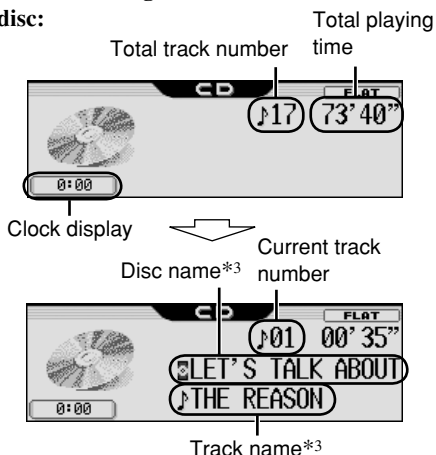 disc:
Total playing
time
Total track number
CD
FLAT
♪17 73'40"
0:00
Clock display
Current track
number
Disc name*3
CD
FLAT
♪01 00'35"
LET'S TALK ABOUT
♪THE REASON
0:00
Track name*3